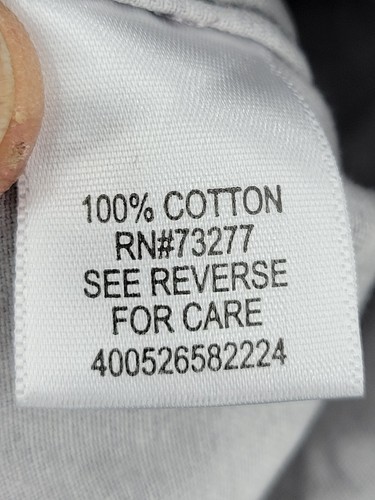 100% COTTON
RN#73277
SEE REVERSE
FOR CARE
400526582224